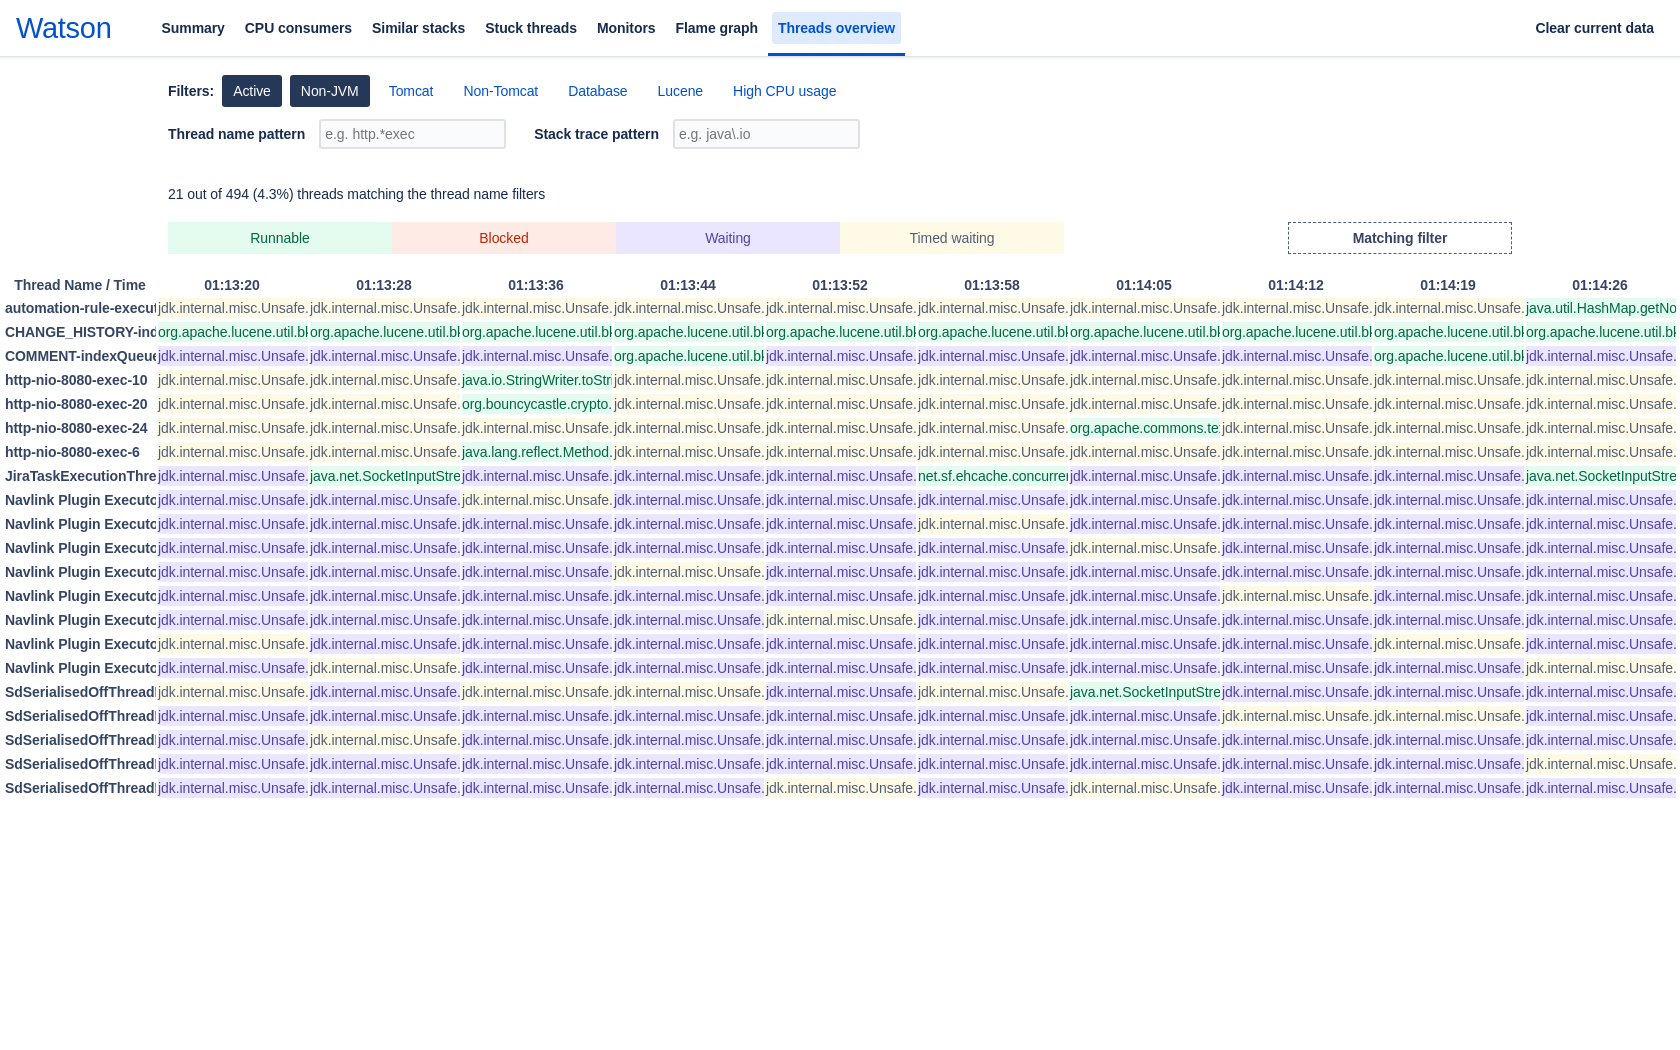 Watson Summary CPU consumers Similar stacks Stuck threads Monitors Flame graph Threads overview Clear current data
Filters: Active Non-JVM Tomcat Non-Tomcat Database Lucene High CPU usage
Thread name pattern e.g. http.*exec Stack trace pattern e.g. java\.io
21 out of 494 (4.3%) threads matching the thread name filters
Runnable Blocked Waiting Timed waiting Matching filter
Thread Name / Time 01:13:20 01:13:28 01:13:36 01:13:44 01:13:52 01:13:58 01:14:05 01:14:12 01:14:19 01:14:26
automation-rule-execut jdk.internal.misc.Unsafe. jdk.internal.misc.Unsafe. jdk.internal.misc.Unsafe. jdk.internal.misc.Unsafe. jdk.internal.misc.Unsafe. jdk.internal.misc.Unsafe. jdk.internal.misc.Unsafe. jdk.internal.misc.Unsafe. jdk.internal.misc.Unsafe. java.util.HashMap.getNo
CHANGE_HISTORY-ind org.apache.lucene.util.bk org.apache.lucene.util.bk org.apache.lucene.util.bk org.apache.lucene.util.bk org.apache.lucene.util.bk org.apache.lucene.util.bk org.apache.lucene.util.bk org.apache.lucene.util.bk org.apache.lucene.util.bk org.apache.lucene.util.bk
COMMENT-indexQueue jdk.internal.misc.Unsafe. jdk.internal.misc.Unsafe. jdk.internal.misc.Unsafe. org.apache.lucene.util.bk jdk.internal.misc.Unsafe. jdk.internal.misc.Unsafe. jdk.internal.misc.Unsafe. jdk.internal.misc.Unsafe. org.apache.lucene.util.bk jdk.internal.misc.Unsafe.
http-nio-8080-exec-10 jdk.internal.misc.Unsafe. jdk.internal.misc.Unsafe. java.io.StringWriter.toStr jdk.internal.misc.Unsafe. jdk.internal.misc.Unsafe. jdk.internal.misc.Unsafe. jdk.internal.misc.Unsafe. jdk.internal.misc.Unsafe. jdk.internal.misc.Unsafe. jdk.internal.misc.Unsafe.
http-nio-8080-exec-20 jdk.internal.misc.Unsafe. jdk.internal.misc.Unsafe. org.bouncycastle.crypto. jdk.internal.misc.Unsafe. jdk.internal.misc.Unsafe. jdk.internal.misc.Unsafe. jdk.internal.misc.Unsafe. jdk.internal.misc.Unsafe. jdk.internal.misc.Unsafe. jdk.internal.misc.Unsafe.
http-nio-8080-exec-24 jdk.internal.misc.Unsafe. jdk.internal.misc.Unsafe. jdk.internal.misc.Unsafe. jdk.internal.misc.Unsafe. jdk.internal.misc.Unsafe. jdk.internal.misc.Unsafe. org.apache.commons.te jdk.internal.misc.Unsafe. jdk.internal.misc.Unsafe. jdk.internal.misc.Unsafe.
http-nio-8080-exec-6 jdk.internal.misc.Unsafe. jdk.internal.misc.Unsafe. java.lang.reflect.Method. jdk.internal.misc.Unsafe. jdk.internal.misc.Unsafe. jdk.internal.misc.Unsafe. jdk.internal.misc.Unsafe. jdk.internal.misc.Unsafe. jdk.internal.misc.Unsafe. jdk.internal.misc.Unsafe.
JiraTaskExecutionThre jdk.internal.misc.Unsafe. java.net.SocketInputStre jdk.internal.misc.Unsafe. jdk.internal.misc.Unsafe. jdk.internal.misc.Unsafe. net.sf.ehcache.concurre jdk.internal.misc.Unsafe. jdk.internal.misc.Unsafe. jdk.internal.misc.Unsafe. java.net.SocketInputStre
Navlink Plugin Executo jdk.internal.misc.Unsafe. jdk.internal.misc.Unsafe. jdk.internal.misc.Unsafe. jdk.internal.misc.Unsafe. jdk.internal.misc.Unsafe. jdk.internal.misc.Unsafe. jdk.internal.misc.Unsafe. jdk.internal.misc.Unsafe. jdk.internal.misc.Unsafe. jdk.internal.misc.Unsafe.
Navlink Plugin Executo jdk.internal.misc.Unsafe. jdk.internal.misc.Unsafe. jdk.internal.misc.Unsafe. jdk.internal.misc.Unsafe. jdk.internal.misc.Unsafe. jdk.internal.misc.Unsafe. jdk.internal.misc.Unsafe. jdk.internal.misc.Unsafe. jdk.internal.misc.Unsafe. jdk.internal.misc.Unsafe.
Navlink Plugin Executo jdk.internal.misc.Unsafe. jdk.internal.misc.Unsafe. jdk.internal.misc.Unsafe. jdk.internal.misc.Unsafe. jdk.internal.misc.Unsafe. jdk.internal.misc.Unsafe. jdk.internal.misc.Unsafe. jdk.internal.misc.Unsafe. jdk.internal.misc.Unsafe. jdk.internal.misc.Unsafe.
Navlink Plugin Executo jdk.internal.misc.Unsafe. jdk.internal.misc.Unsafe. jdk.internal.misc.Unsafe. jdk.internal.misc.Unsafe. jdk.internal.misc.Unsafe. jdk.internal.misc.Unsafe. jdk.internal.misc.Unsafe. jdk.internal.misc.Unsafe. jdk.internal.misc.Unsafe. jdk.internal.misc.Unsafe.
Navlink Plugin Executo jdk.internal.misc.Unsafe. jdk.internal.misc.Unsafe. jdk.internal.misc.Unsafe. jdk.internal.misc.Unsafe. jdk.internal.misc.Unsafe. jdk.internal.misc.Unsafe. jdk.internal.misc.Unsafe. jdk.internal.misc.Unsafe. jdk.internal.misc.Unsafe. jdk.internal.misc.Unsafe.
Navlink Plugin Executo jdk.internal.misc.Unsafe. jdk.internal.misc.Unsafe. jdk.internal.misc.Unsafe. jdk.internal.misc.Unsafe. jdk.internal.misc.Unsafe. jdk.internal.misc.Unsafe. jdk.internal.misc.Unsafe. jdk.internal.misc.Unsafe. jdk.internal.misc.Unsafe. jdk.internal.misc.Unsafe.
Navlink Plugin Executo jdk.internal.misc.Unsafe. jdk.internal.misc.Unsafe. jdk.internal.misc.Unsafe. jdk.internal.misc.Unsafe. jdk.internal.misc.Unsafe. jdk.internal.misc.Unsafe. jdk.internal.misc.Unsafe. jdk.internal.misc.Unsafe. jdk.internal.misc.Unsafe. jdk.internal.misc.Unsafe.
Navlink Plugin Executo jdk.internal.misc.Unsafe. jdk.internal.misc.Unsafe. jdk.internal.misc.Unsafe. jdk.internal.misc.Unsafe. jdk.internal.misc.Unsafe. jdk.internal.misc.Unsafe. jdk.internal.misc.Unsafe. jdk.internal.misc.Unsafe. jdk.internal.misc.Unsafe. jdk.internal.misc.Unsafe.
SdSerialisedOffThread jdk.internal.misc.Unsafe. jdk.internal.misc.Unsafe. jdk.internal.misc.Unsafe. jdk.internal.misc.Unsafe. jdk.internal.misc.Unsafe. jdk.internal.misc.Unsafe. java.net.SocketInputStre jdk.internal.misc.Unsafe. jdk.internal.misc.Unsafe. jdk.internal.misc.Unsafe.
SdSerialisedOffThread jdk.internal.misc.Unsafe. jdk.internal.misc.Unsafe. jdk.internal.misc.Unsafe. jdk.internal.misc.Unsafe. jdk.internal.misc.Unsafe. jdk.internal.misc.Unsafe. jdk.internal.misc.Unsafe. jdk.internal.misc.Unsafe. jdk.internal.misc.Unsafe. jdk.internal.misc.Unsafe.
SdSerialisedOffThread jdk.internal.misc.Unsafe. jdk.internal.misc.Unsafe. jdk.internal.misc.Unsafe. jdk.internal.misc.Unsafe. jdk.internal.misc.Unsafe. jdk.internal.misc.Unsafe. jdk.internal.misc.Unsafe. jdk.internal.misc.Unsafe. jdk.internal.misc.Unsafe. jdk.internal.misc.Unsafe.
SdSerialisedOffThread jdk.internal.misc.Unsafe. jdk.internal.misc.Unsafe. jdk.internal.misc.Unsafe. jdk.internal.misc.Unsafe. jdk.internal.misc.Unsafe. jdk.internal.misc.Unsafe. jdk.internal.misc.Unsafe. jdk.internal.misc.Unsafe. jdk.internal.misc.Unsafe. jdk.internal.misc.Unsafe.
SdSerialisedOffThread jdk.internal.misc.Unsafe. jdk.internal.misc.Unsafe. jdk.internal.misc.Unsafe. jdk.internal.misc.Unsafe. jdk.internal.misc.Unsafe. jdk.internal.misc.Unsafe. jdk.internal.misc.Unsafe. jdk.internal.misc.Unsafe. jdk.internal.misc.Unsafe. jdk.internal.misc.Unsafe.